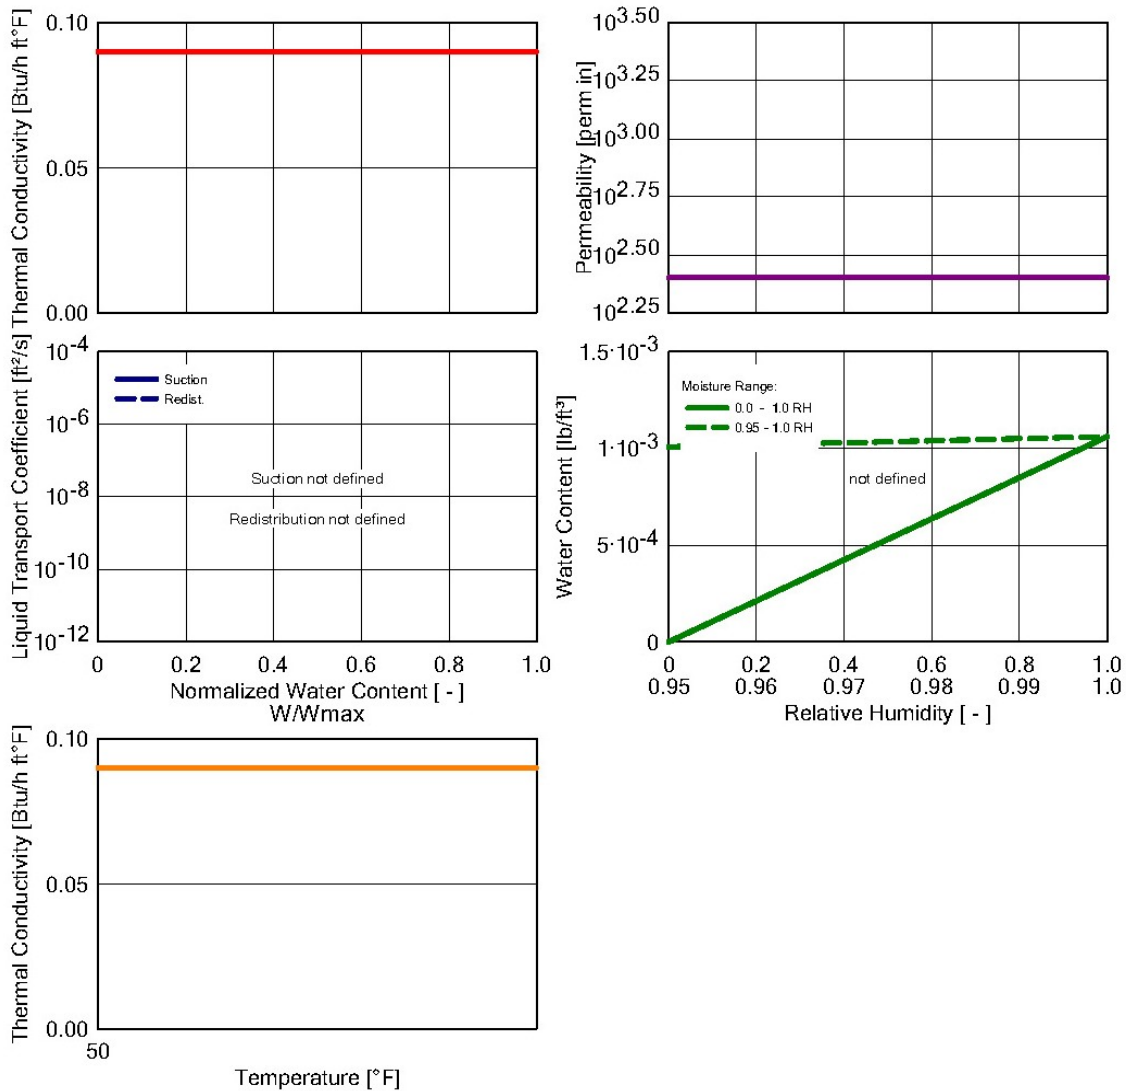 Thermal Conductivity [Btu/h ft°F]
0.10
0.05
0.00
Permeability [perm in]
10^3.50
10^3.25
10^3.00
10^2.75
10^2.50
10^2.25
Liquid Transport Coefficient [ft²/s]
10^-4
10^-6
10^-8
10^-10
10^-12
Suction
Redist.
Suction not defined
Redistribution not defined
0 0.2 0.4 0.6 0.8 1.0
Normalized Water Content [ - ]
W/Wmax
Water Content [lb/ft³]
1.5·10^-3
1·10^-3
5·10^-4
0
Moisture Range:
0.0 - 1.0 RH
0.95 - 1.0 RH
not defined
0 0.2 0.4 0.6 0.8 1.0
0.95 0.96 0.97 0.98 0.99 1.0
Relative Humidity [ - ]
Thermal Conductivity [Btu/h ft°F]
0.10
0.05
0.00
50
Temperature [°F]